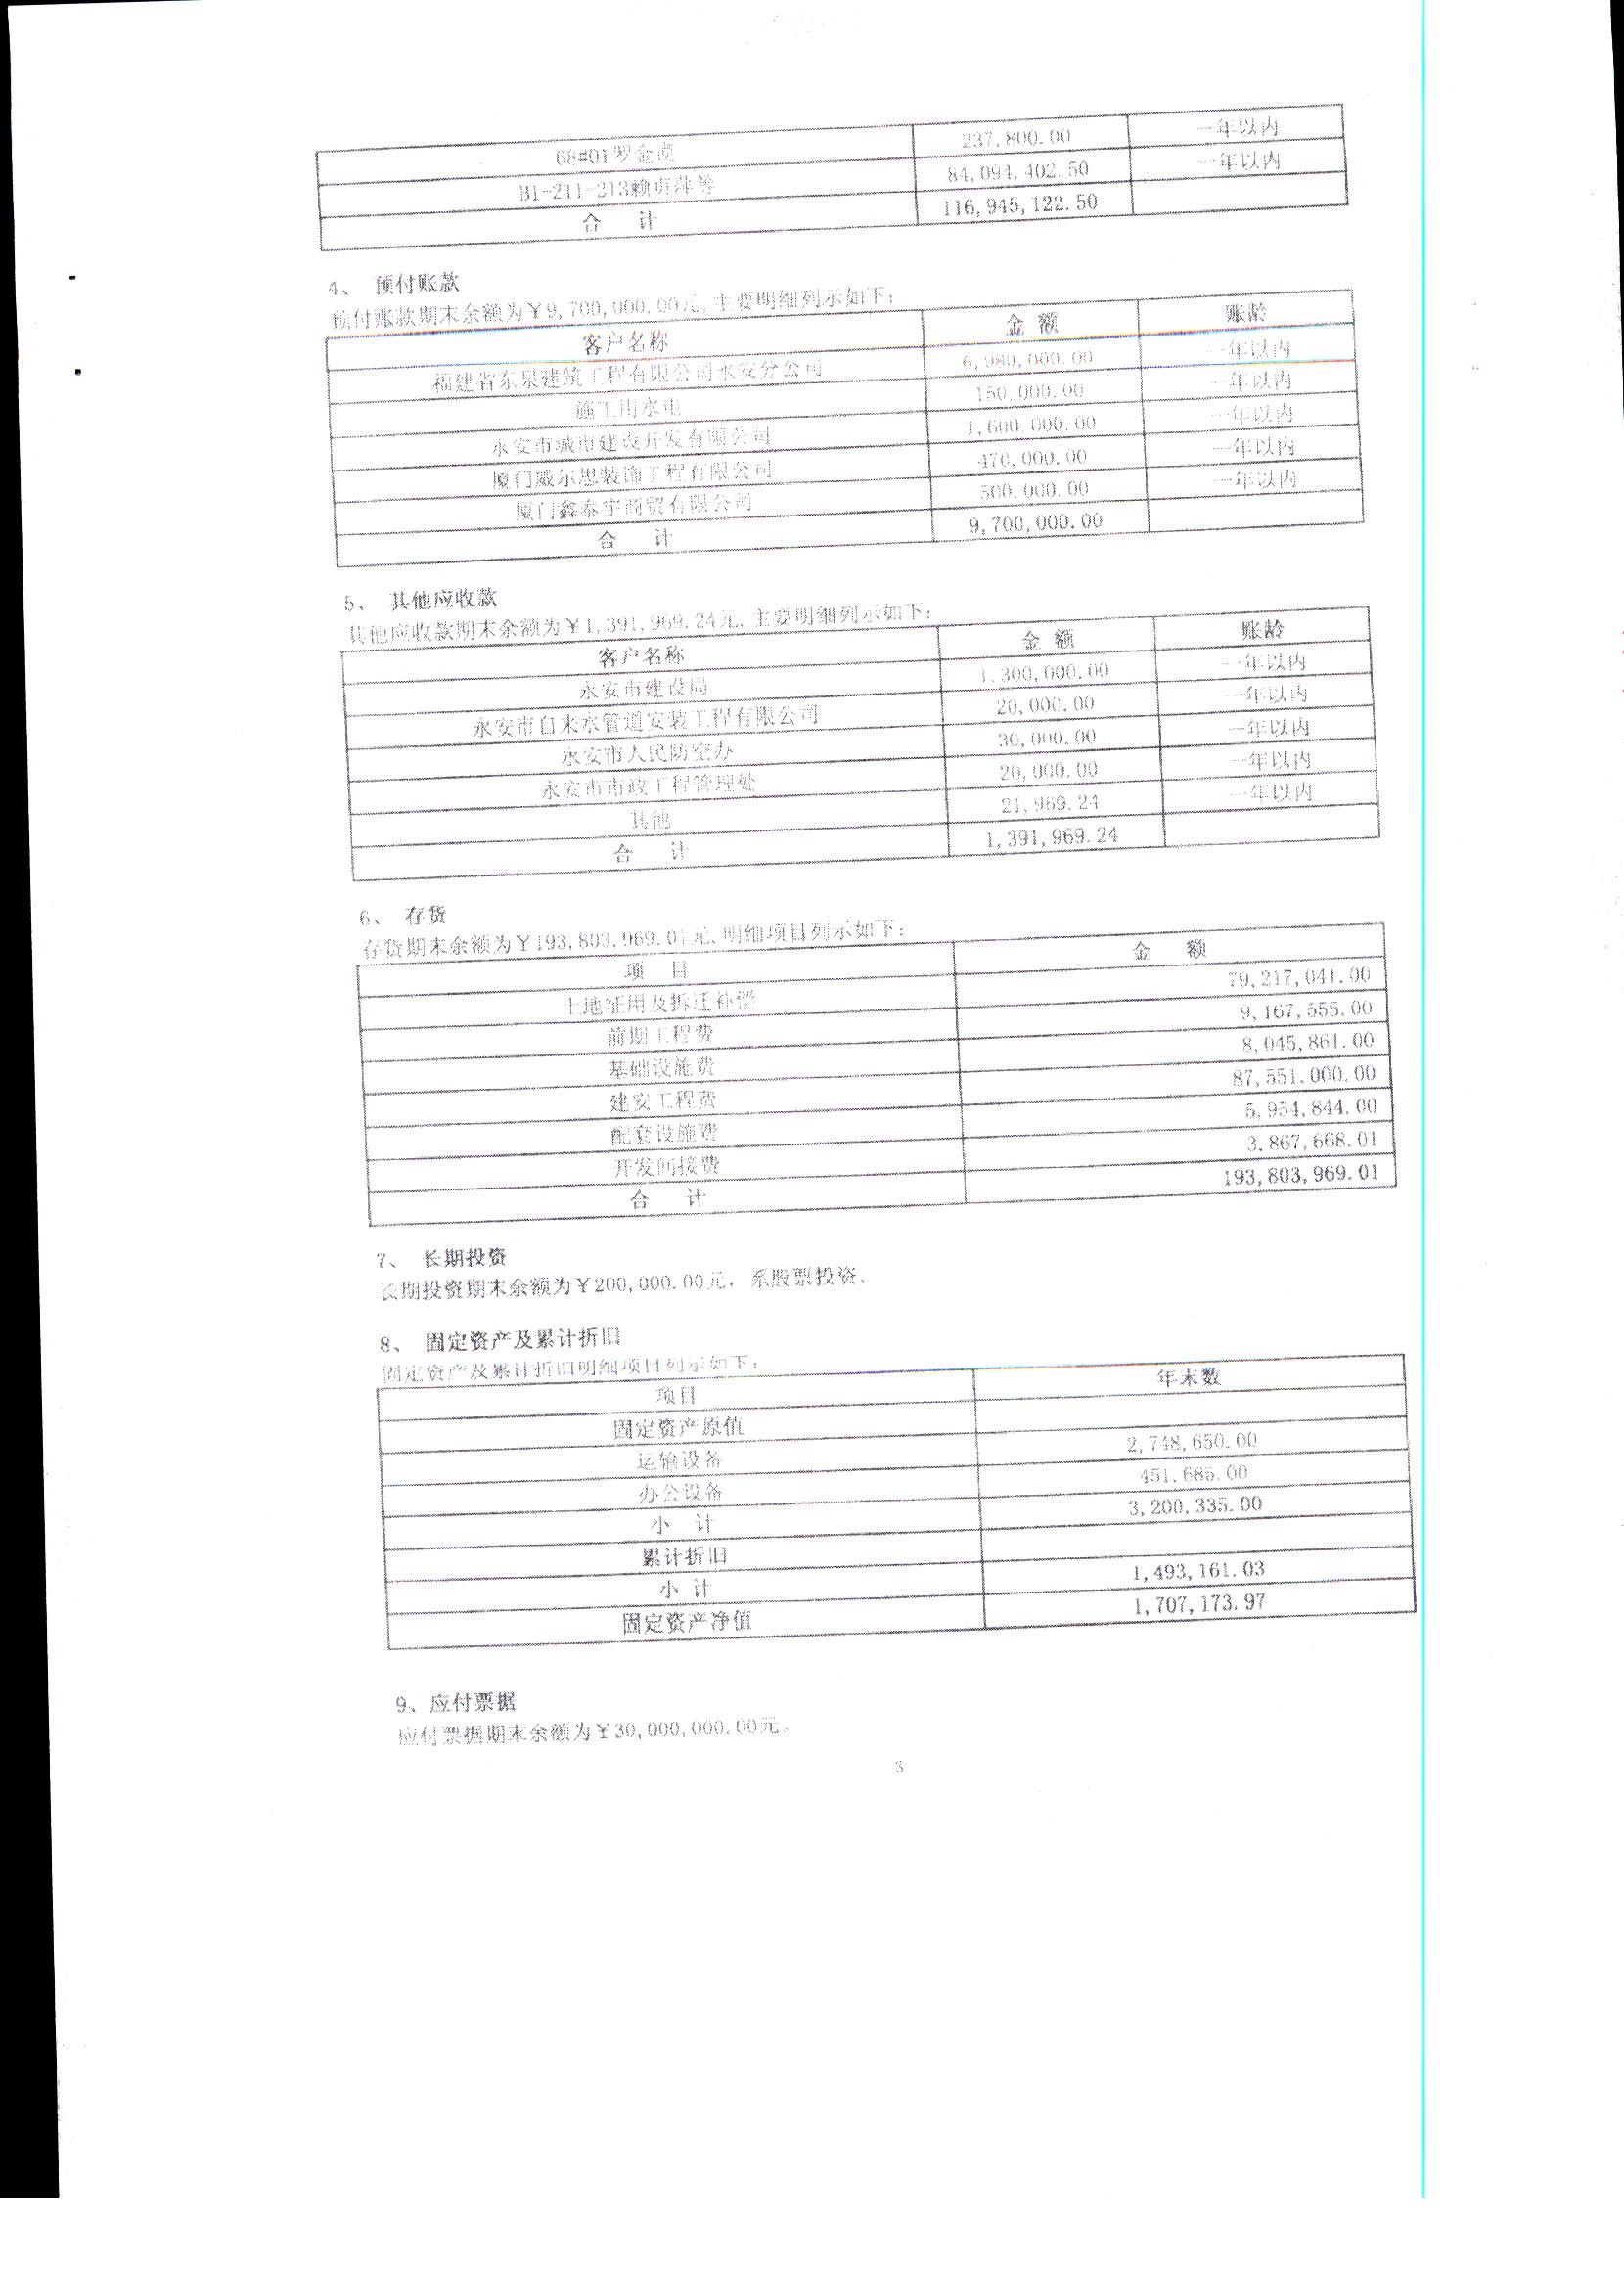 68#01罗金 237,800.00 一年以内
B1-211-213赖贞萍等 84,094,402.50 一年以内
合 计 116,945,122.50
4、 预付账款
预付账款期末余额为￥9,700,000.00元,主要明细列示如下:
客户名称 金 额 账龄
福建省东泉建筑工程有限公司永安分公司 6,980,000.00 一年以内
施工用水电 150,000.00 一年以内
永安市城市建设开发有限公司 1,600,000.00 一年以内
厦门威尔思装饰工程有限公司 470,000.00 一年以内
厦门鑫泰宇商贸有限公司 500,000.00 一年以内
合 计 9,700,000.00
5、 其他应收款
其他应收款期末余额为￥1,391,969.24元,主要明细列示如下:
客户名称 金 额 账龄
永安市建设局 1,300,000.00 一年以内
永安市自来水管道安装工程有限公司 20,000.00 一年以内
永安市人民防空办 30,000.00 一年以内
永安市市政工程管理处 20,000.00 一年以内
其他 21,969.24 一年以内
合 计 1,391,969.24
6、 存货
存货期末余额为￥193,803,969.01元,明细项目列示如下:
项 目 金 额
土地征用及拆迁补偿 79,217,041.00
前期工程费 9,167,555.00
基础设施费 8,045,861.00
建安工程费 87,551,000.00
配套设施费 5,954,844.00
开发间接费 3,867,668.01
合 计 193,803,969.01
7、 长期投资
长期投资期末余额为￥200,000.00元, 系股票投资、
8、 固定资产及累计折旧
固定资产及累计折旧明细项目列示如下:
项目 年末数
固定资产原值
运输设备 2,748,650.00
办公设备 451,685.00
小 计 3,200,335.00
累计折旧
小 计 1,493,161.03
固定资产净值 1,707,173.97
9、应付票据
应付票据期末余额为￥30,000,000.00元。
3